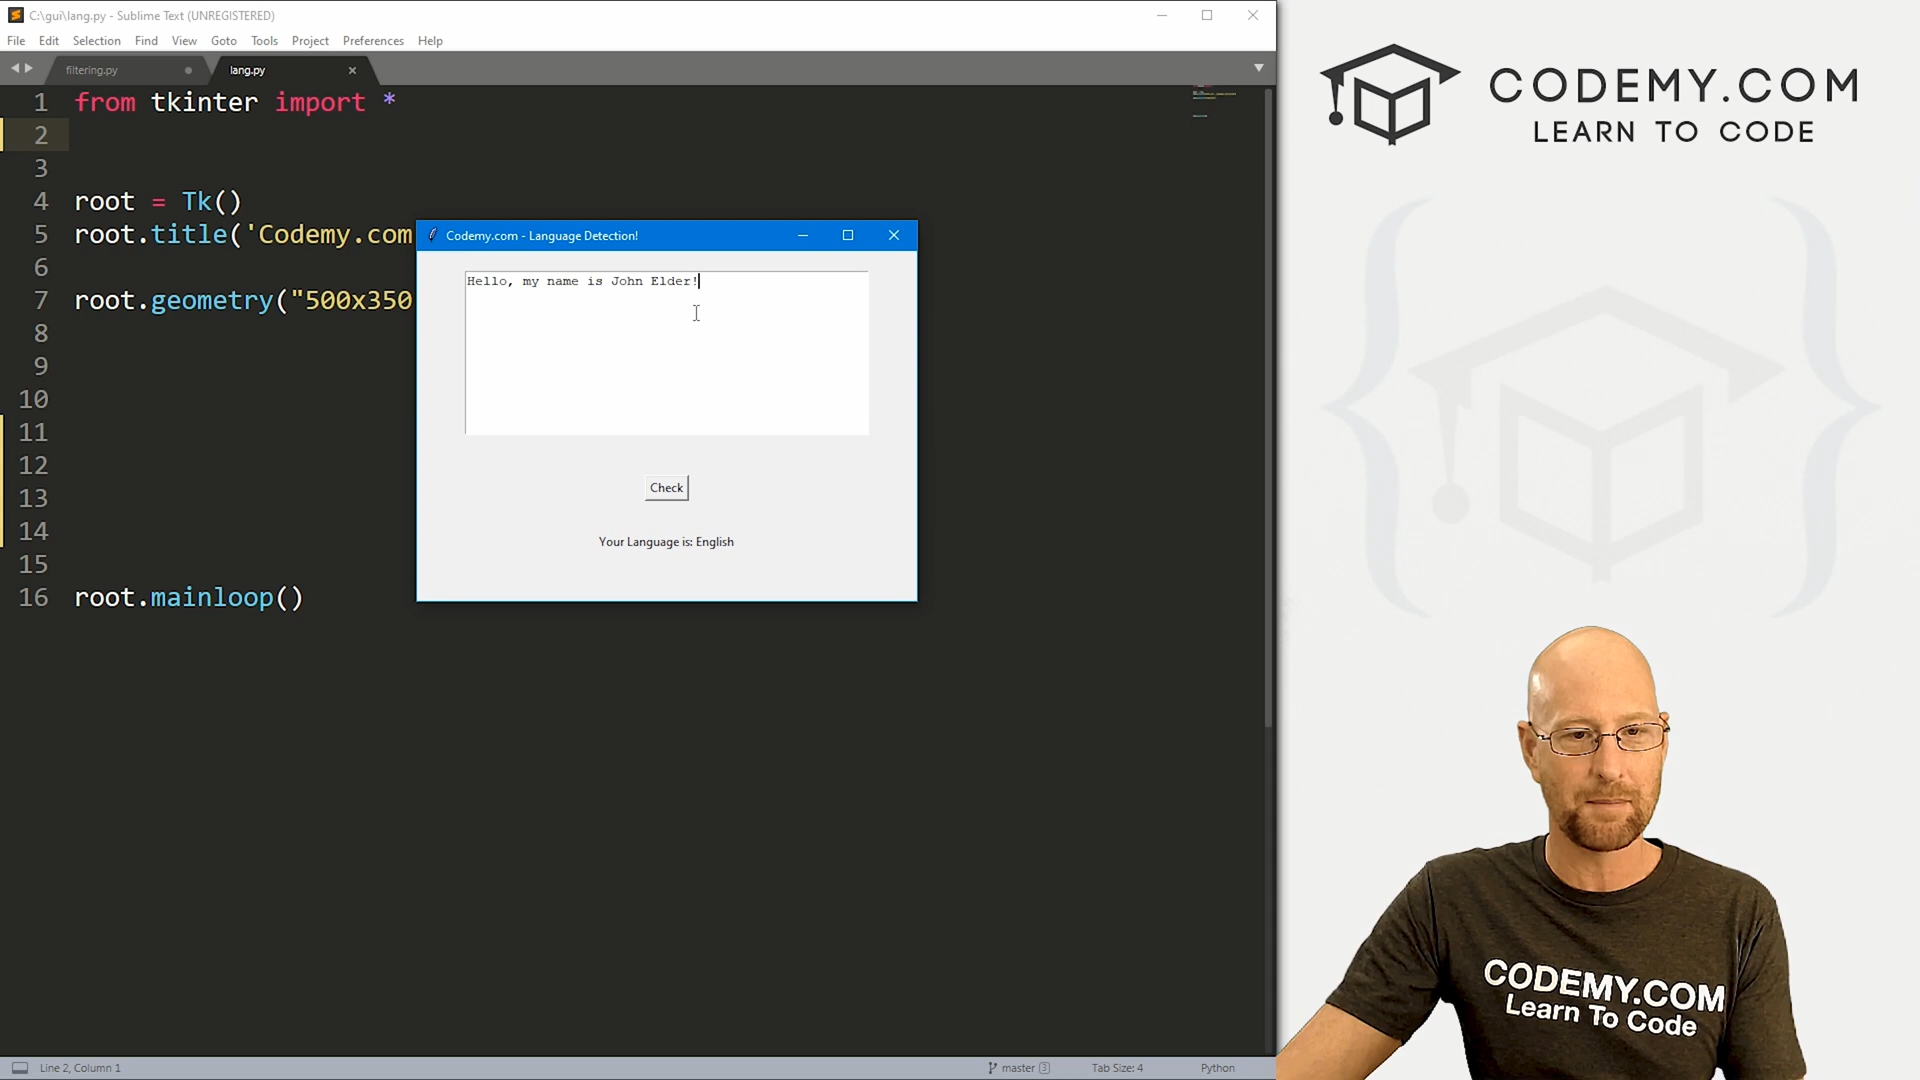 C:\gui\lang.py - Sublime Text (UNREGISTERED)
File Edit Selection Find View Goto Tools Project Preferences Help
filtering.py
lang.py
1 from tkinter import *
2
3
4 root = Tk()
5 root.title('Codemy.com
6
7 root.geometry("500x350
8
9
10
11
12
13
14
15
16 root.mainloop()
Codemy.com - Language Detection!
Hello, my name is John Elder!
Check
Your Language is: English
Line 2, Column 1
master 3
Tab Size: 4
Python
CODEMY.COM
LEARN TO CODE
CODEMY.COM
Learn To Code